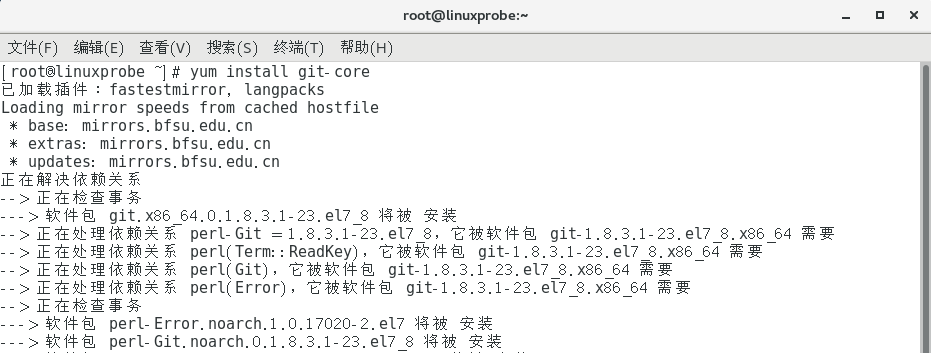 root@linuxprobe:~
文件(F) 编辑(E) 查看(V) 搜索(S) 终端(T) 帮助(H)
[root@linuxprobe ~]# yum install git-core
已加载插件：fastestmirror, langpacks
Loading mirror speeds from cached hostfile
 * base: mirrors.bfsu.edu.cn
 * extras: mirrors.bfsu.edu.cn
 * updates: mirrors.bfsu.edu.cn
正在解决依赖关系
--> 正在检查事务
---> 软件包 git.x86_64.0.1.8.3.1-23.el7_8 将被 安装
--> 正在处理依赖关系 perl-Git = 1.8.3.1-23.el7_8，它被软件包 git-1.8.3.1-23.el7_8.x86_64 需要
--> 正在处理依赖关系 perl(Term::ReadKey)，它被软件包 git-1.8.3.1-23.el7_8.x86_64 需要
--> 正在处理依赖关系 perl(Git)，它被软件包 git-1.8.3.1-23.el7_8.x86_64 需要
--> 正在处理依赖关系 perl(Error)，它被软件包 git-1.8.3.1-23.el7_8.x86_64 需要
--> 正在检查事务
---> 软件包 perl-Error.noarch.1.0.17020-2.el7 将被 安装
---> 软件包 perl-Git.noarch.0.1.8.3.1-23.el7_8 将被 安装